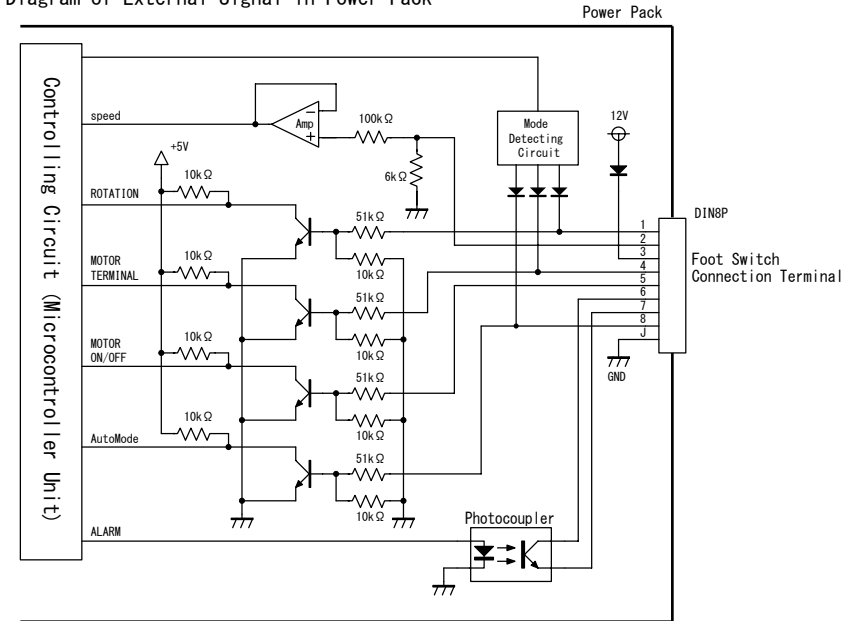 Diagram of External Signal in Power Pack
Power Pack
Controlling Circuit (Microcontroller Unit)
speed
Amp
100kΩ
6kΩ
Mode
Detecting
Circuit
12V
+5V
10kΩ
ROTATION
51kΩ
10kΩ
MOTOR
TERMINAL
10kΩ
51kΩ
10kΩ
MOTOR
ON/OFF
10kΩ
51kΩ
10kΩ
AutoMode
10kΩ
51kΩ
10kΩ
ALARM
Photocoupler
DIN8P
1
2
3
4
5
6
7
8
J
Foot Switch
Connection Terminal
GND